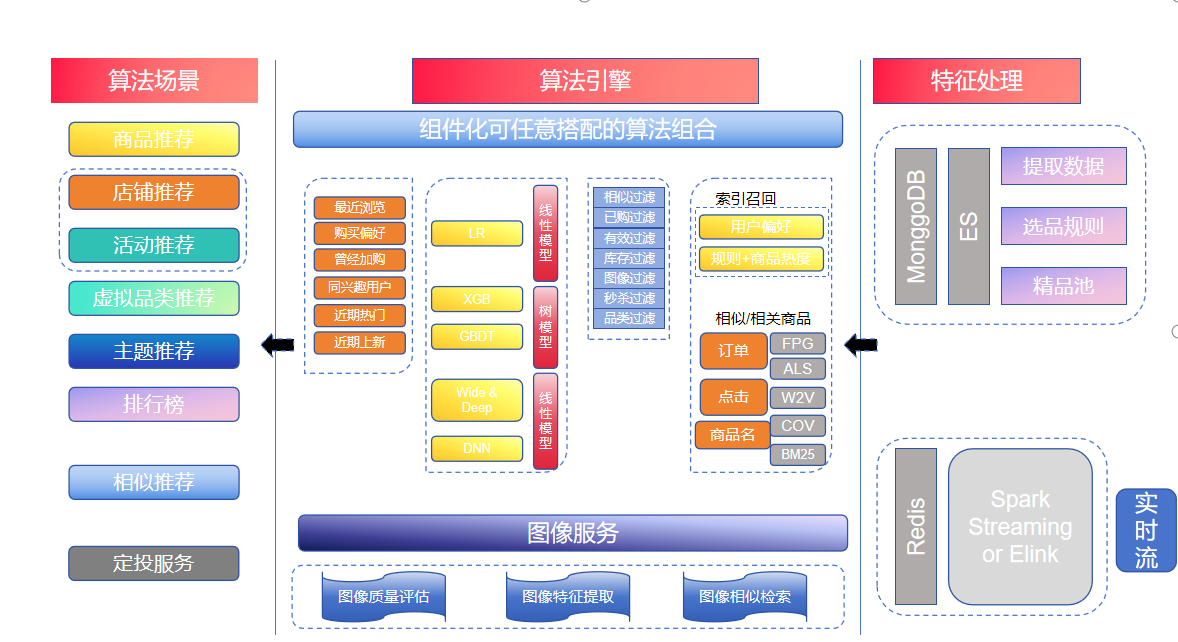 算法场景
商品推荐
店铺推荐
活动推荐
虚拟品类推荐
主题推荐
排行榜
相似推荐
定投服务
算法引擎
组件化可任意搭配的算法组合
最近浏览
购买偏好
曾经加购
同兴趣用户
近期热门
近期上新
LR
XGB
GBDT
Wide &
Deep
DNN
线性模型
树模型
线性模型
相似过滤
已购过滤
有效过滤
库存过滤
图像过滤
秒杀过滤
品类过滤
索引召回
用户偏好
规则+商品热度
相似/相关商品
订单
点击
商品名
FPG
ALS
W2V
COV
BM25
图像服务
图像质量评估
图像特征提取
图像相似检索
特征处理
MonggoDB
ES
提取数据
选品规则
精品池
Redis
Spark
Streaming
or Elink
实时流